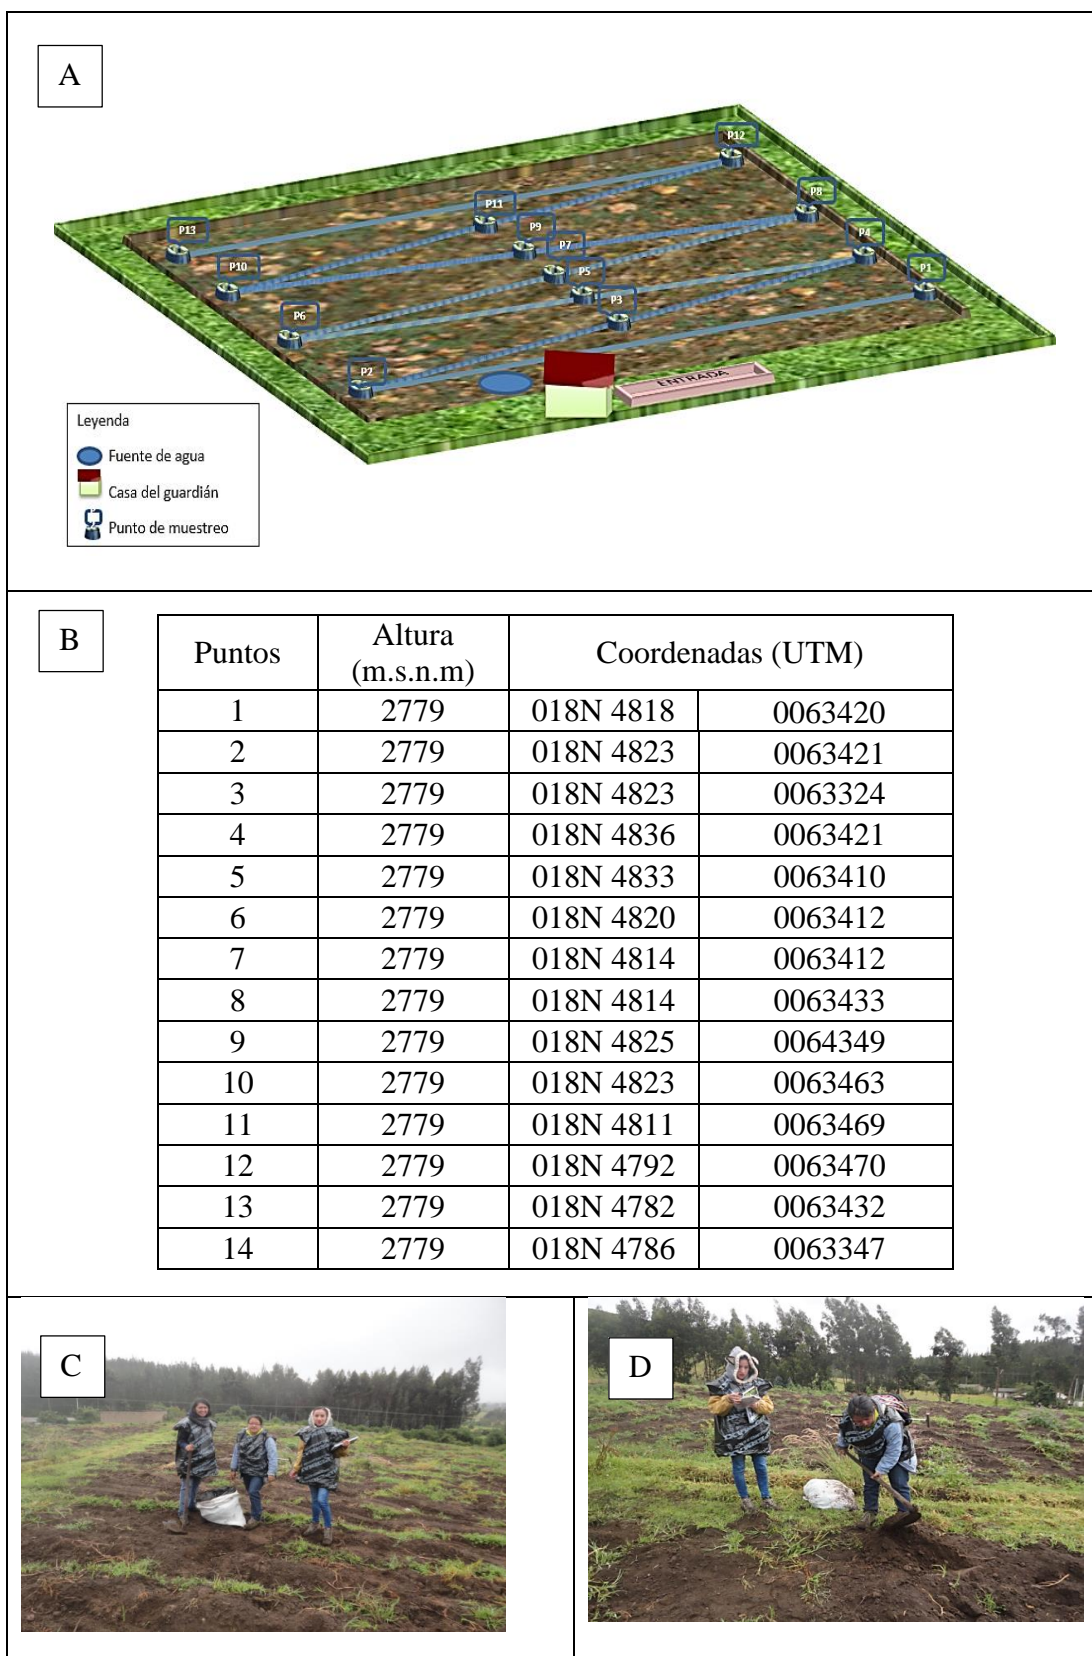 A
P12
P8
P11
P4
P13
P9
P7
P10
P5
P1
P3
P6
P2
ENTRADA
Leyenda
Fuente de agua
Casa del guardián
Punto de muestreo
B
Puntos Altura (m.s.n.m) Coordenadas (UTM)
1 2779 018N 4818 0063420
2 2779 018N 4823 0063421
3 2779 018N 4823 0063324
4 2779 018N 4836 0063421
5 2779 018N 4833 0063410
6 2779 018N 4820 0063412
7 2779 018N 4814 0063412
8 2779 018N 4814 0063433
9 2779 018N 4825 0064349
10 2779 018N 4823 0063463
11 2779 018N 4811 0063469
12 2779 018N 4792 0063470
13 2779 018N 4782 0063432
14 2779 018N 4786 0063347
C
D